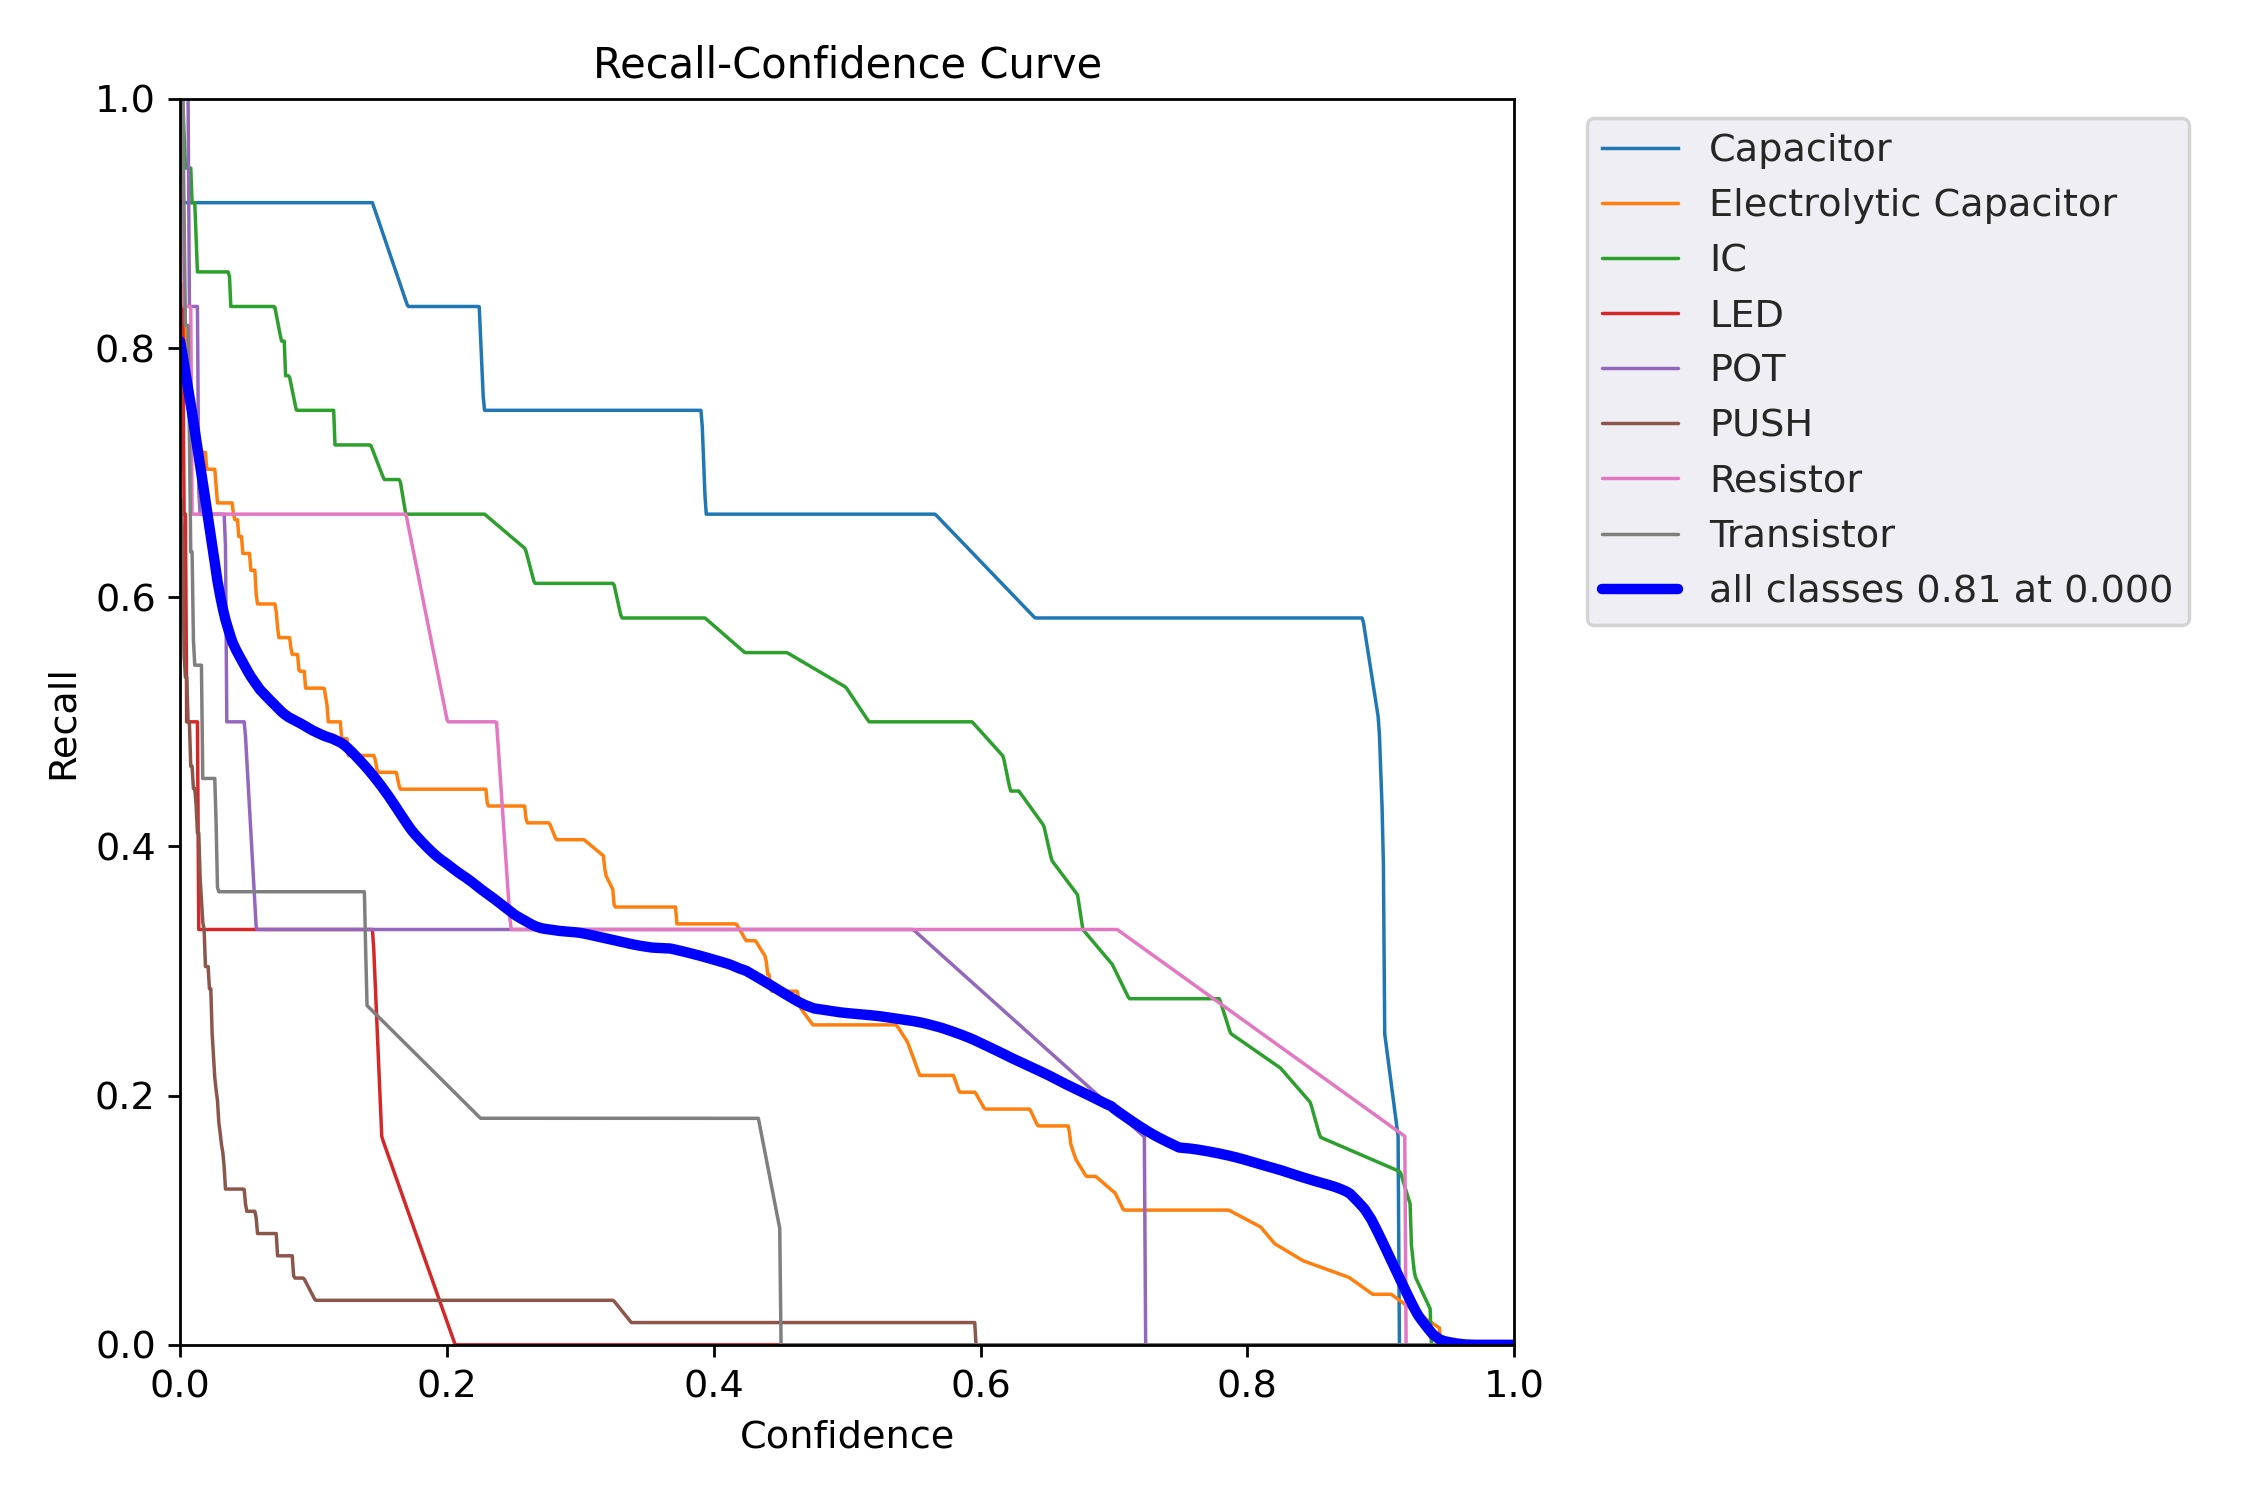 Recall-Confidence Curve
1.0
0.8
0.6
0.4
0.2
0.0
Recall
0.0 0.2 0.4 0.6 0.8 1.0
Confidence
Capacitor
Electrolytic Capacitor
IC
LED
POT
PUSH
Resistor
Transistor
all classes 0.81 at 0.000